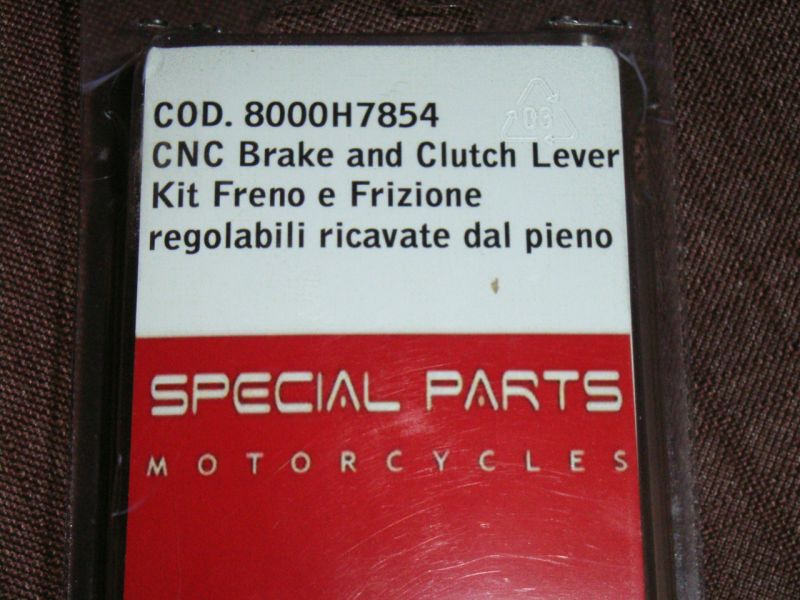 COD. 8000H7854
CNC Brake and Clutch Lever
Kit Freno e Frizione
regolabili ricavate dal pieno
SPECIAL PARTS
MOTORCYCLES